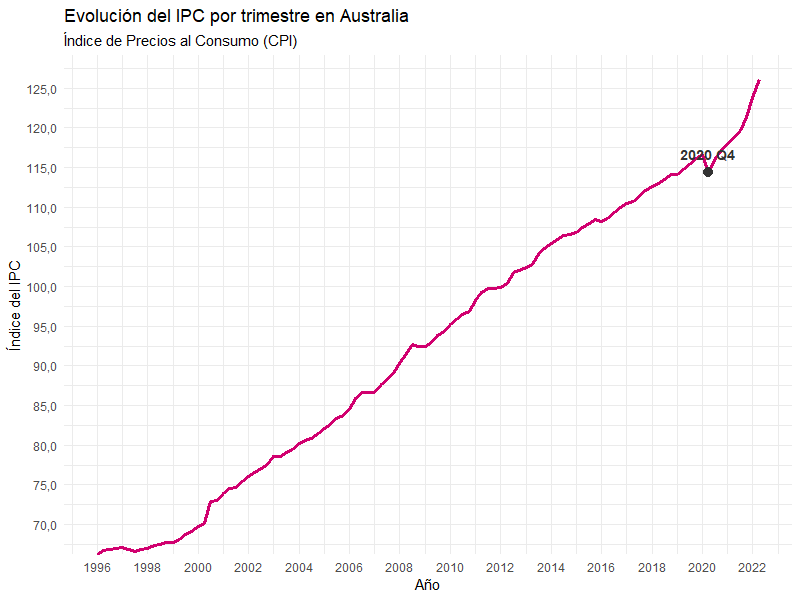 Evolución del IPC por trimestre en Australia
Índice de Precios al Consumo (CPI)
125,0
120,0
115,0
110,0
105,0
100,0
95,0
90,0
85,0
80,0
75,0
70,0
Índice del IPC
2020 Q4
1996 1998 2000 2002 2004 2006 2008 2010 2012 2014 2016 2018 2020 2022
Año